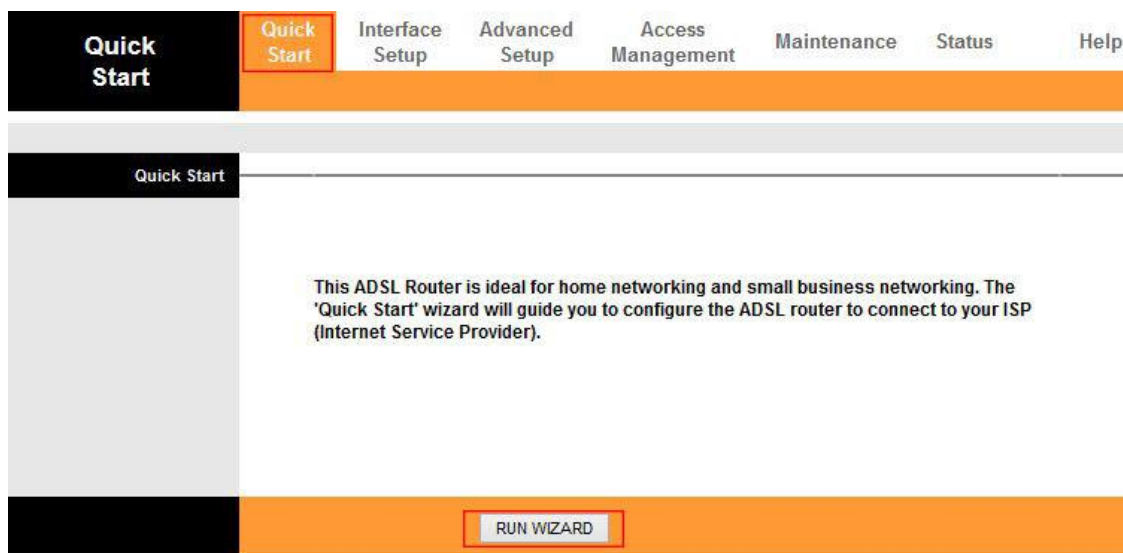 Quick
Start
Quick
Start
Interface
Setup
Advanced
Setup
Access
Management
Maintenance
Status
Help
Quick Start
This ADSL Router is ideal for home networking and small business networking. The
'Quick Start' wizard will guide you to configure the ADSL router to connect to your ISP
(Internet Service Provider).
RUN WIZARD